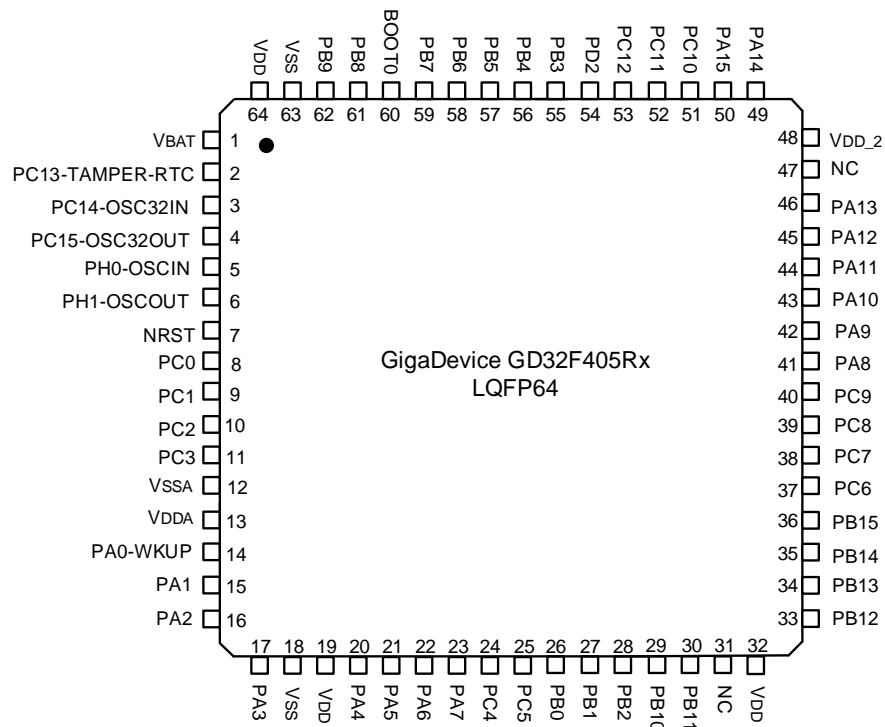 VDD
VSS
PB9
PB8
BOOT0
PB7
PB6
PB5
PB4
PB3
PD2
PC12
PC11
PC10
PA15
PA14
64 63 62 61 60 59 58 57 56 55 54 53 52 51 50 49
VBAT 1
PC13-TAMPER-RTC 2
PC14-OSC32IN 3
PC15-OSC32OUT 4
PH0-OSCIN 5
PH1-OSCOUT 6
NRST 7
PC0 8
PC1 9
PC2 10
PC3 11
VSSA 12
VDDA 13
PA0-WKUP 14
PA1 15
PA2 16
GigaDevice GD32F405Rx
LQFP64
48 VDD_2
47 NC
46 PA13
45 PA12
44 PA11
43 PA10
42 PA9
41 PA8
40 PC9
39 PC8
38 PC7
37 PC6
36 PB15
35 PB14
34 PB13
33 PB12
17 18 19 20 21 22 23 24 25 26 27 28 29 30 31 32
PA3
VSS
VDD
PA4
PA5
PA6
PA7
PC4
PC5
PB0
PB1
PB2
PB10
PB11
NC
VDD